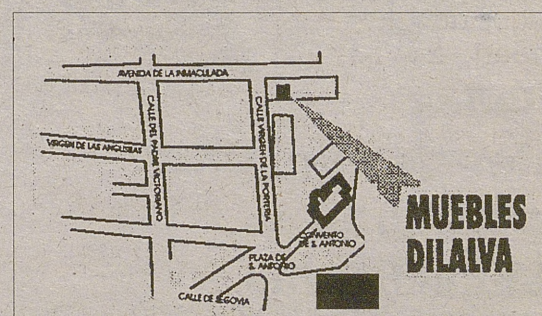 AVENIDA DE LA INMACULADA
CALLE DEL PADRE VICTORIANO
CALLE VIRGEN DE LA PORTERIA
VIRGEN DE LAS ANGUSTIAS
MUEBLES
DILALVA
CONVENTO
DE S. ANTONIO
PLAZA DE
S. ANTONIO
CALLE DE SEGOVIA